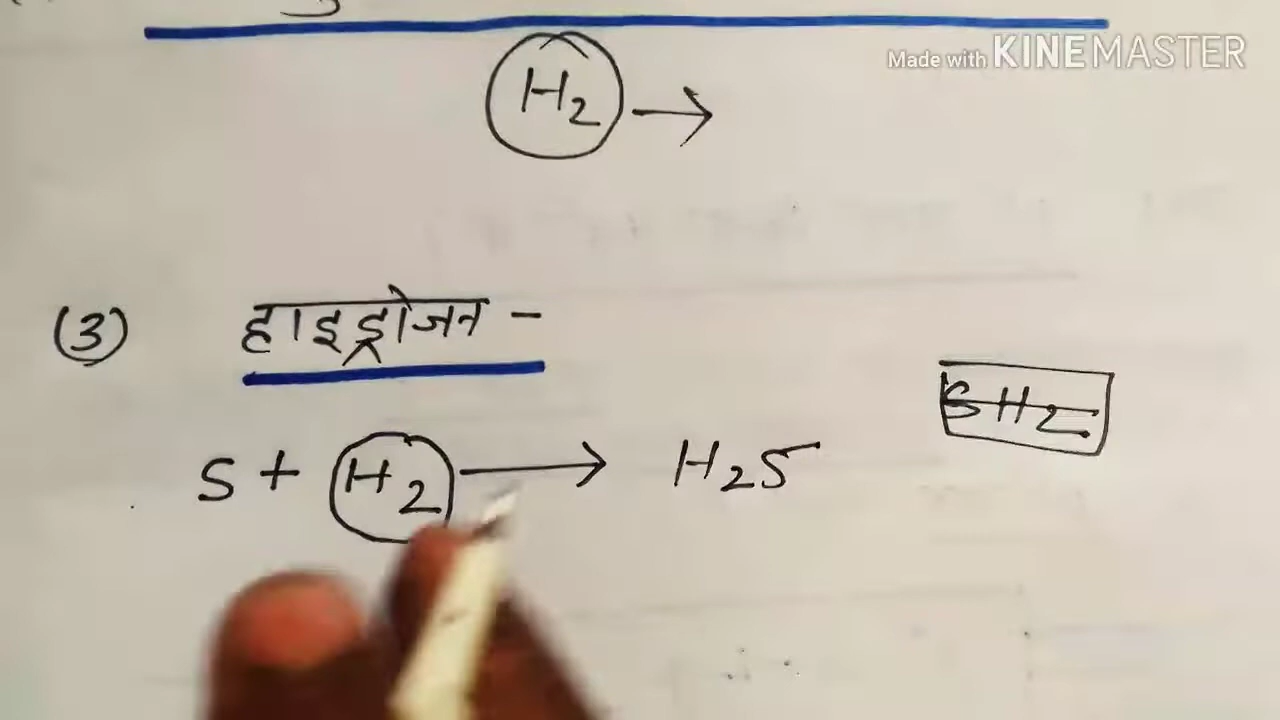 Made with KINEMASTER
H2 →
(3) हाइड्रोजन -
SH2
S + H2 → H2S